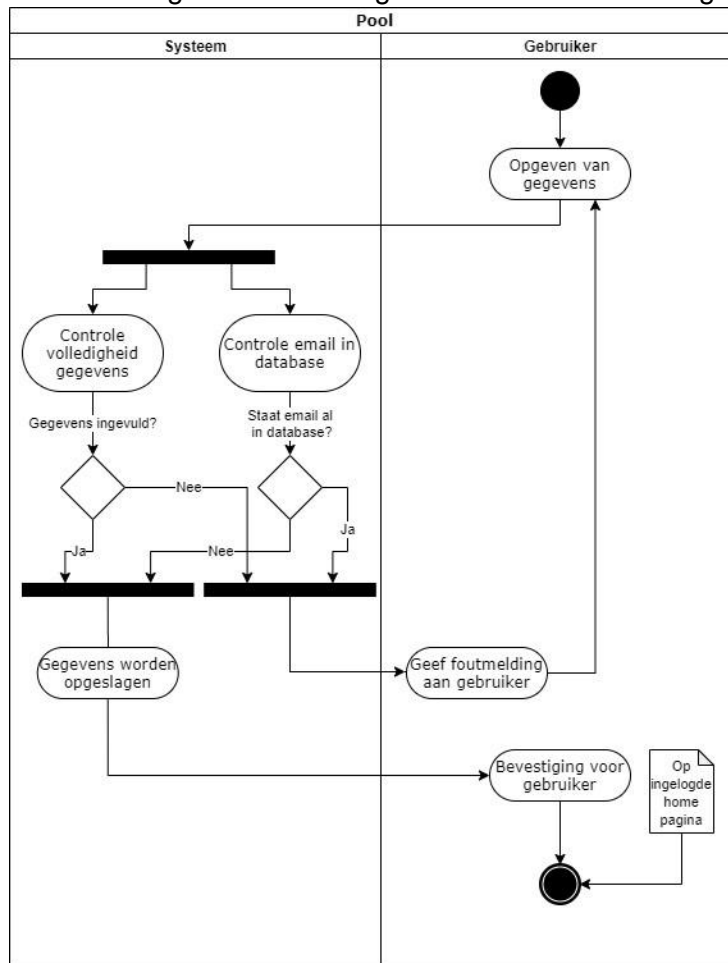 Pool
Systeem
Gebruiker
Opgeven van
gegevens
Controle
volledigheid
gegevens
Controle email in
database
Gegevens ingevuld?
Staat email al
in database?
Nee
Ja
Ja
Nee
Gegevens worden
opgeslagen
Geef foutmelding
aan gebruiker
Bevestiging voor
gebruiker
Op
ingelogde
home
pagina